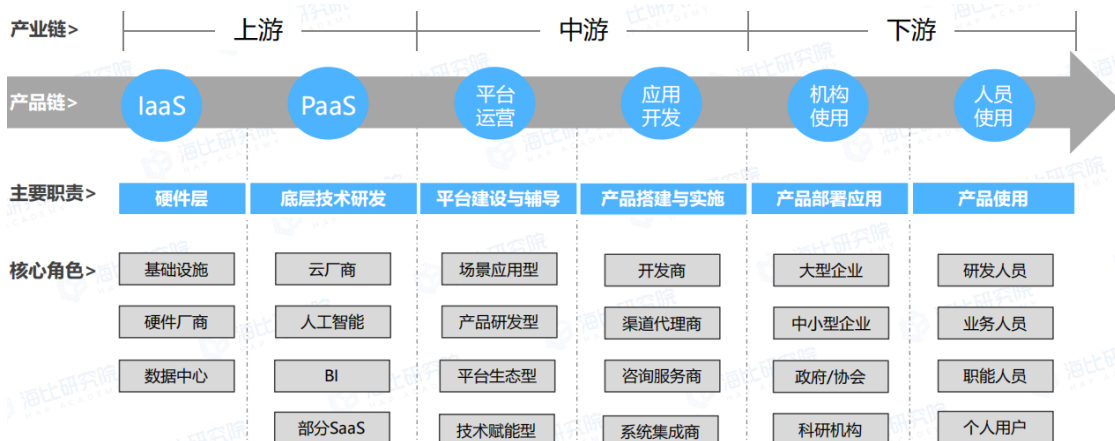 产业链>
上游
中游
下游
产品链>
IaaS
PaaS
平台
运营
应用
开发
机构
使用
人员
使用
主要职责>
硬件层
底层技术研发
平台建设与辅导
产品搭建与实施
产品部署应用
产品使用
核心角色>
基础设施
云厂商
场景应用型
开发商
大型企业
研发人员
硬件厂商
人工智能
产品研发型
渠道代理商
中小型企业
业务人员
数据中心
BI
平台生态型
咨询服务商
政府/协会
职能人员
部分SaaS
技术赋能型
系统集成商
科研机构
个人用户
海比研究院
HAP ACADEMY